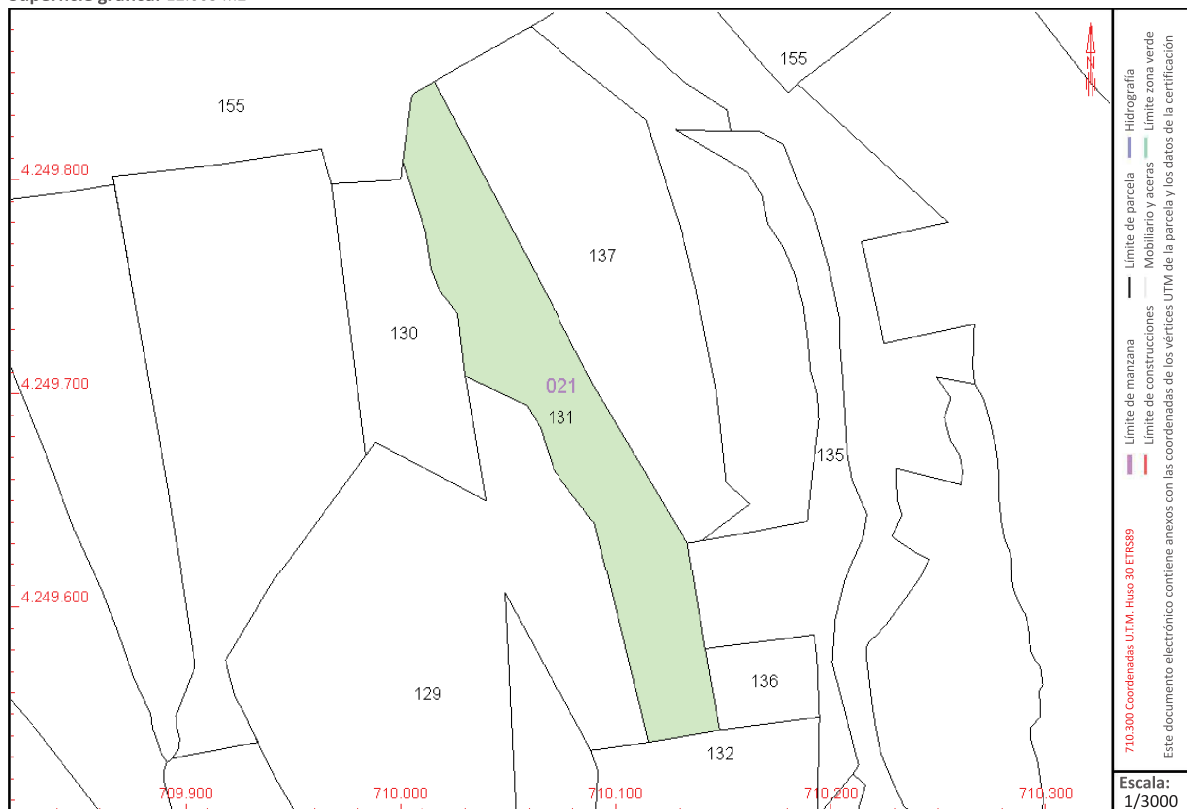 155
155
4.249.800
137
130
4.249.700
021
131
135
4.249.600
136
129
132
709.900
710.000
710.100
710.200
710.300
Límite de manzana
Límite de parcela
Hidrografía
Límite de construcciones
Mobiliario y aceras
Límite zona verde
710.300 Coordenadas U.T.M. Huso 30 ETRS89
Este documento electrónico contiene anexos con las coordenadas de los vértices UTM de la parcela y los datos de la certificación
Escala:
1/3000